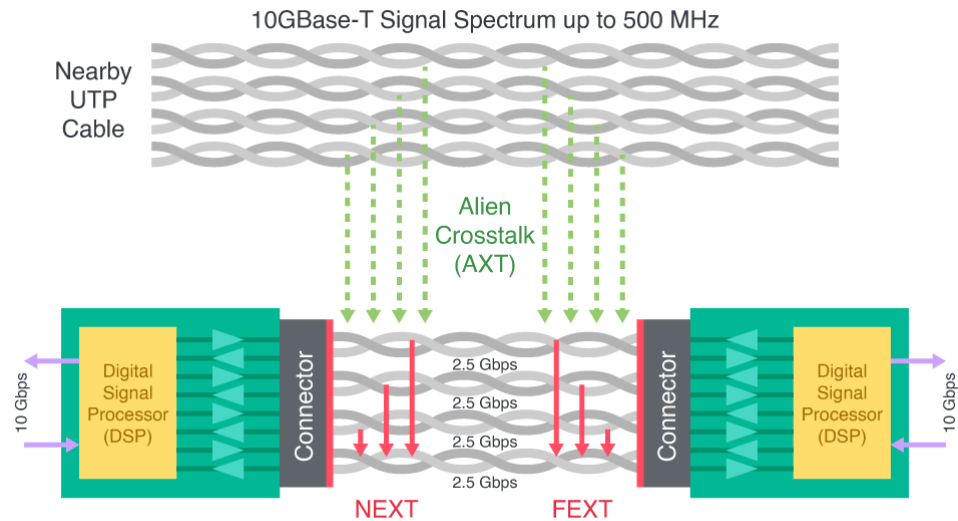 10GBase-T Signal Spectrum up to 500 MHz
Nearby
UTP
Cable
Alien
Crosstalk
(AXT)
10 Gbps
Digital
Signal
Processor
(DSP)
Connector
2.5 Gbps
2.5 Gbps
2.5 Gbps
2.5 Gbps
Connector
Digital
Signal
Processor
(DSP)
10 Gbps
NEXT
FEXT